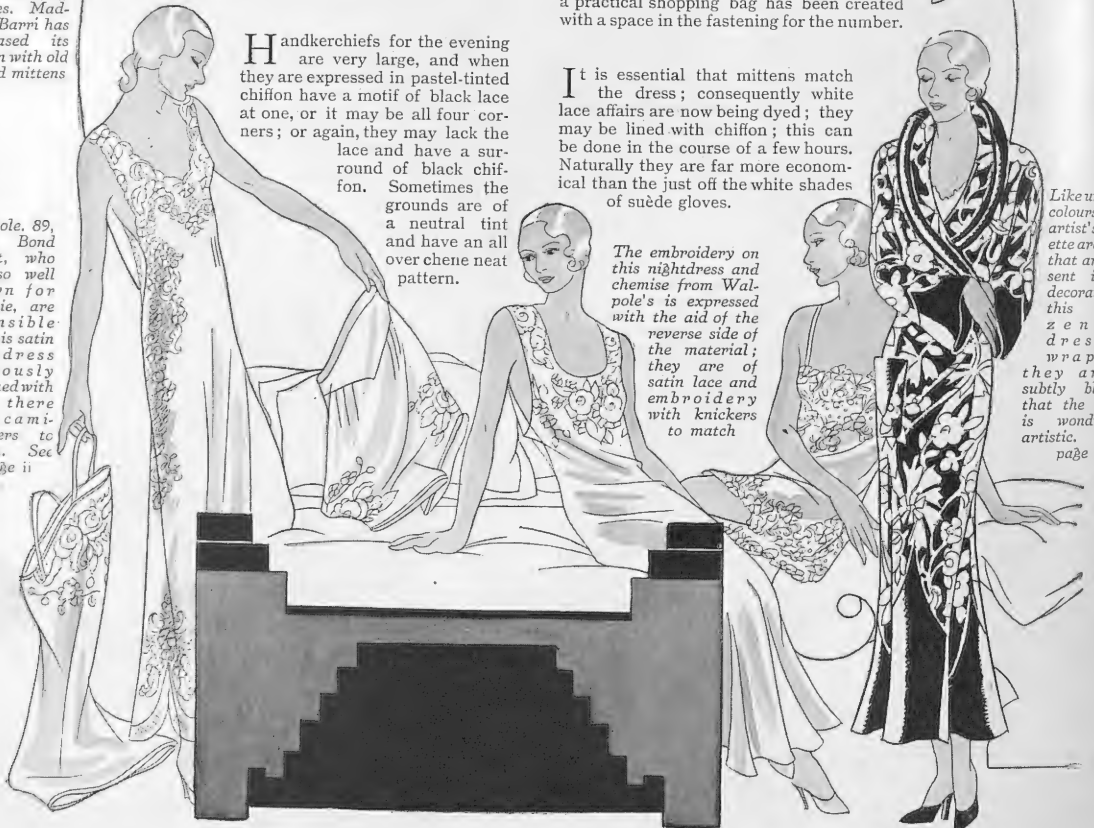 es. Mad-
Barri has
ased its
n with old
d mittens
ole. 89,
Bond
t, who
so well
n for
ie, are
nsible
is satin
dress
ously
ned with
there
cami-
ers to
. See
ge ii
Handkerchiefs for the evening
are very large, and when
they are expressed in pastel-tinted
chiffon have a motif of black lace
at one, or it may be all four cor-
ners; or again, they may lack the
lace and have a sur-
round of black chif-
fon. Sometimes the
grounds are of
a neutral tint
and have an all
over chene neat
pattern.
a practical shopping bag has been created
with a space in the fastening for the number.
It is essential that mittens match
the dress; consequently white
lace affairs are now being dyed; they
may be lined with chiffon; this can
be done in the course of a few hours.
Naturally they are far more econom-
ical than the just off the white shades
of suède gloves.
The embroidery on
this nightdress and
chemise from Wal-
pole's is expressed
with the aid of the
reverse side of
the material;
they are of
satin lace and
embroidery
with knickers
to match
Like u
colours
artist's
ette are
that ar
sent i
decora
this
zen
dres
wrap
they ar
subtly bl
that the
is wond
artistic.
page